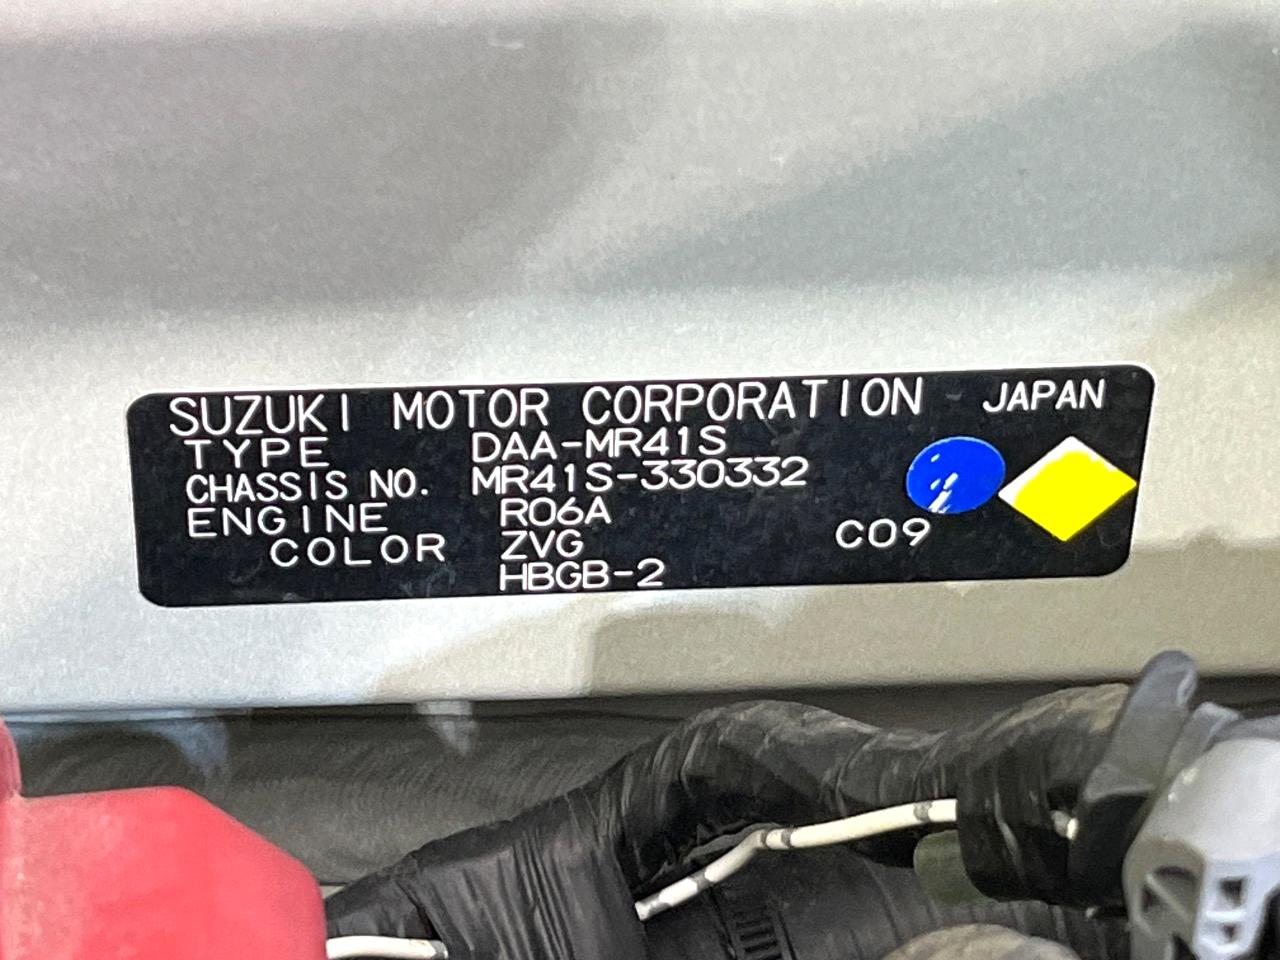 SUZUKI MOTOR CORPORATION JAPAN
TYPE DAA-MR41S
CHASSIS NO. MR41S-330332
ENGINE R06A
COLOR ZVG C09
HBGB-2